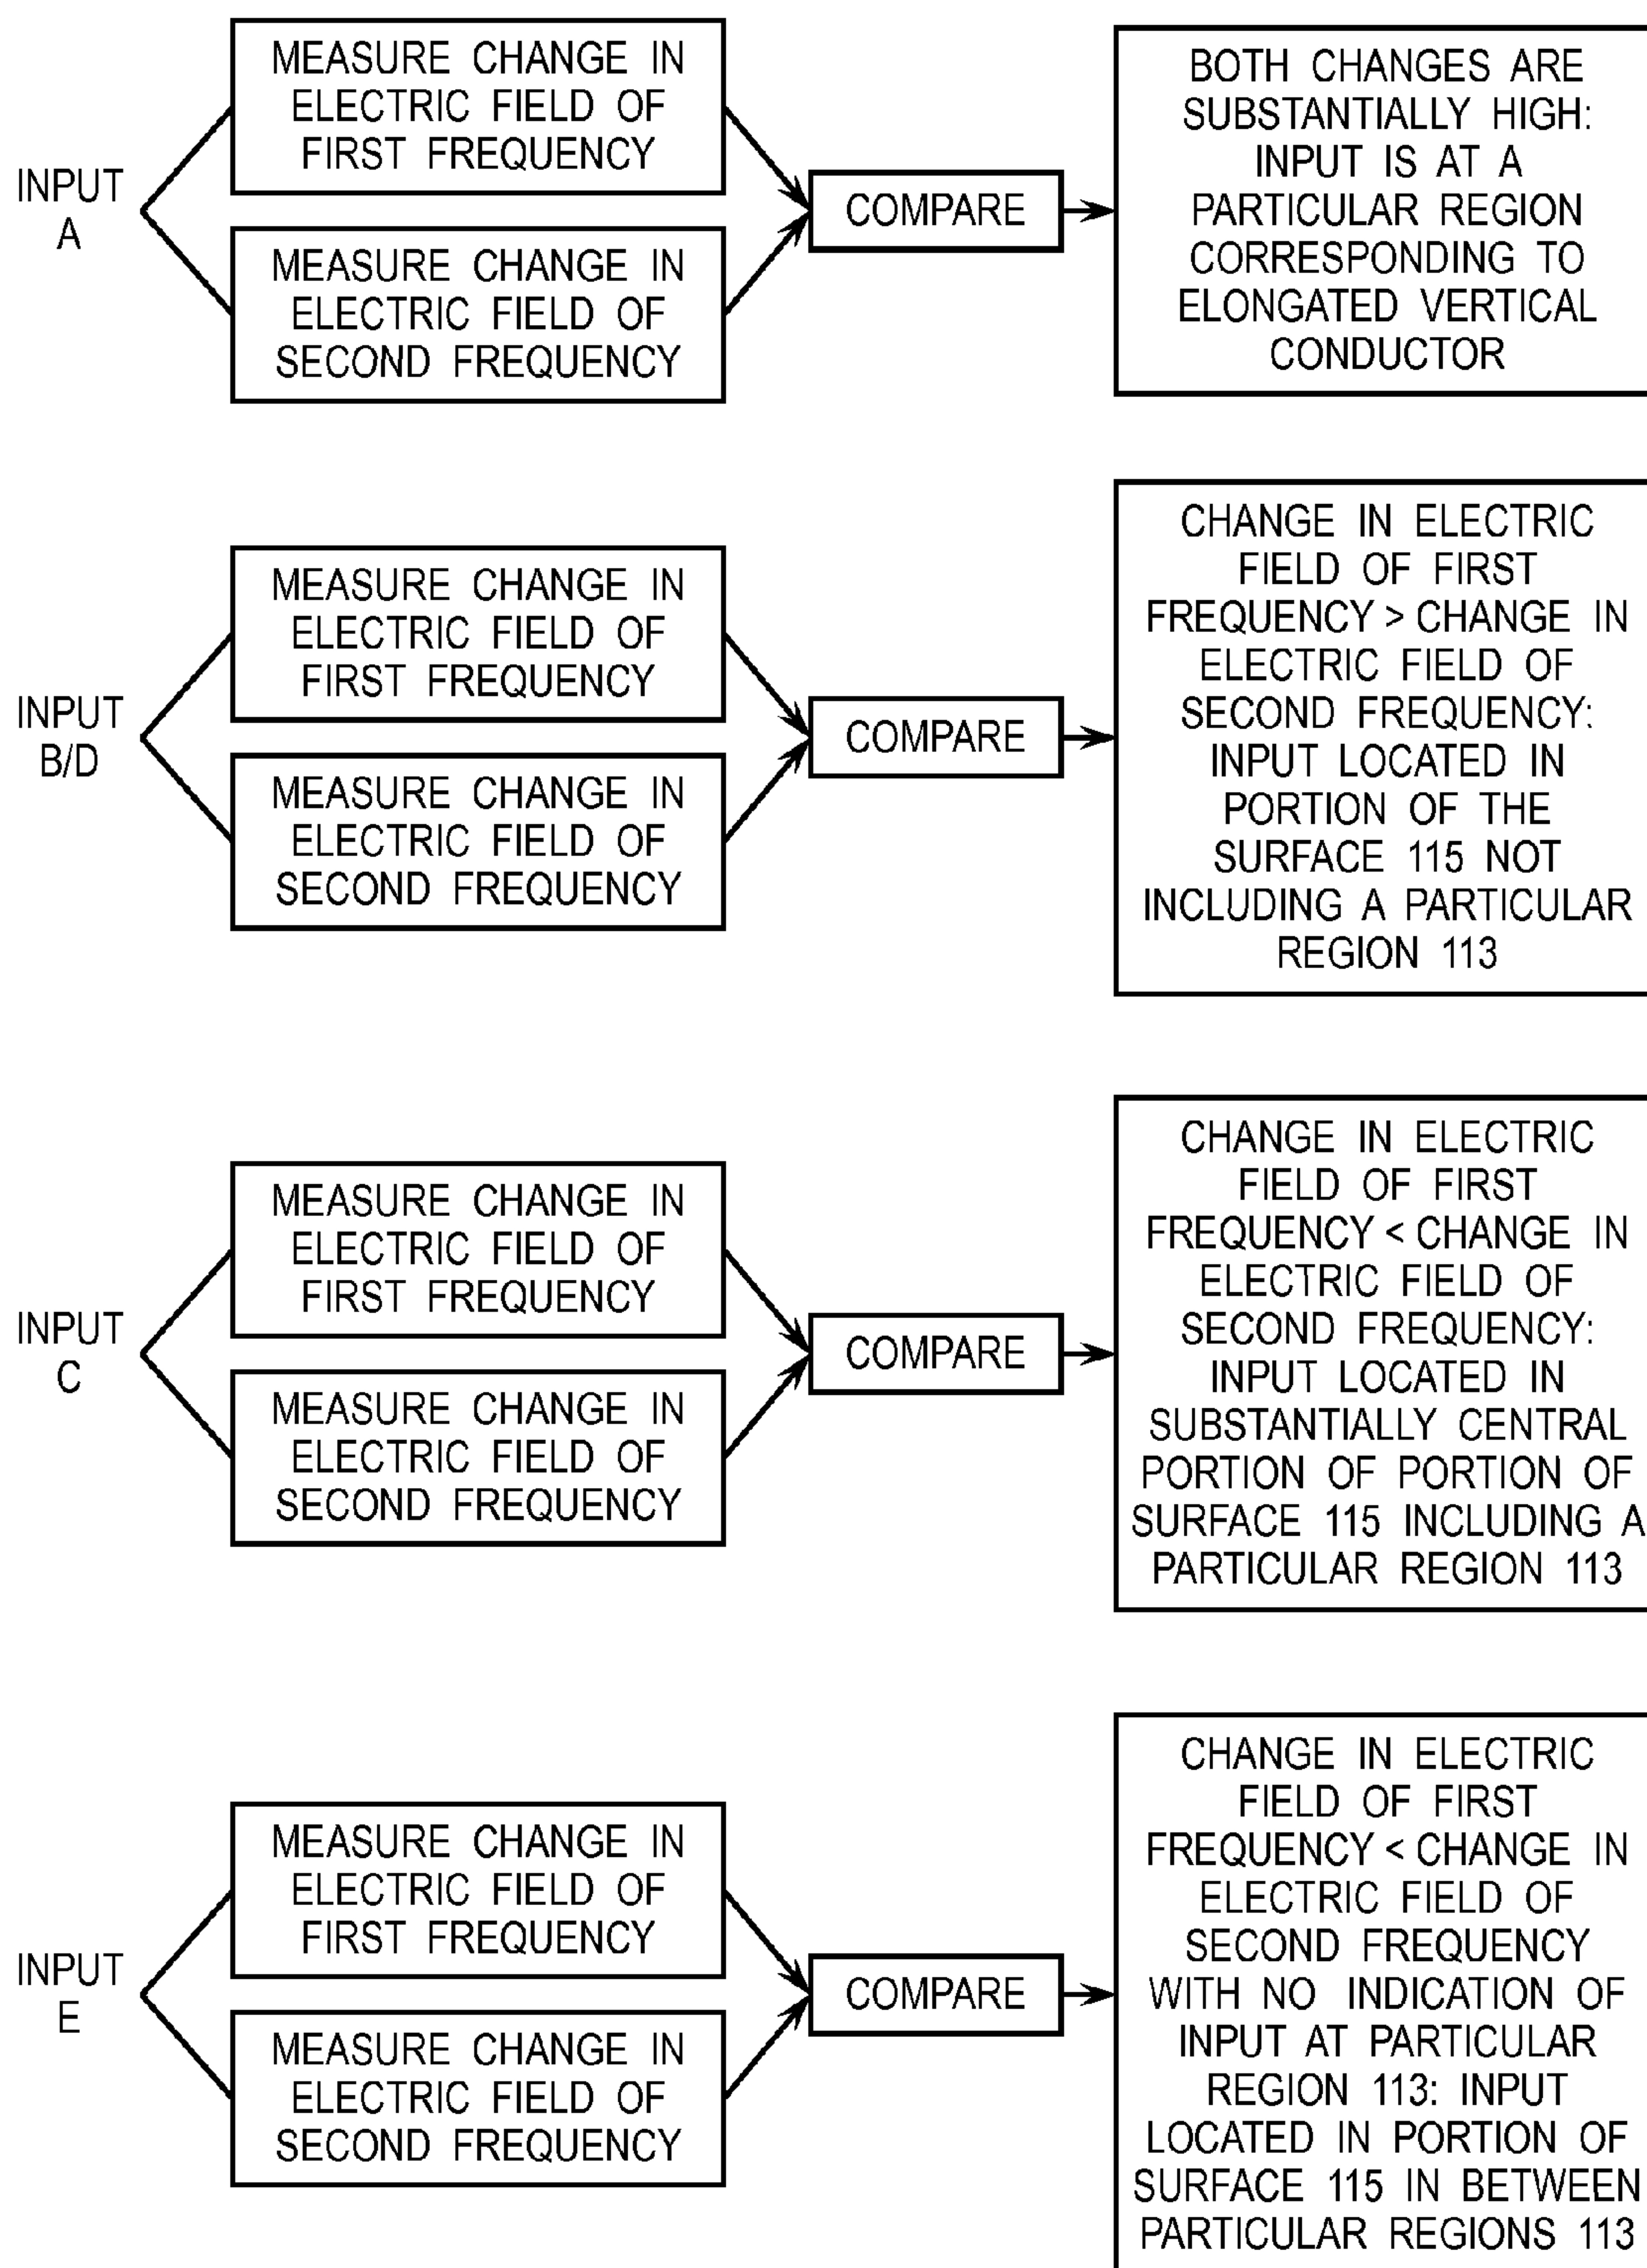 INPUT
A
MEASURE CHANGE IN
ELECTRIC FIELD OF
FIRST FREQUENCY
MEASURE CHANGE IN
ELECTRIC FIELD OF
SECOND FREQUENCY
COMPARE
BOTH CHANGES ARE
SUBSTANTIALLY HIGH:
INPUT IS AT A
PARTICULAR REGION
CORRESPONDING TO
ELONGATED VERTICAL
CONDUCTOR
INPUT
B/D
MEASURE CHANGE IN
ELECTRIC FIELD OF
FIRST FREQUENCY
MEASURE CHANGE IN
ELECTRIC FIELD OF
SECOND FREQUENCY
COMPARE
CHANGE IN ELECTRIC
FIELD OF FIRST
FREQUENCY > CHANGE IN
ELECTRIC FIELD OF
SECOND FREQUENCY:
INPUT LOCATED IN
PORTION OF THE
SURFACE 115 NOT
INCLUDING A PARTICULAR
REGION 113
INPUT
C
MEASURE CHANGE IN
ELECTRIC FIELD OF
FIRST FREQUENCY
MEASURE CHANGE IN
ELECTRIC FIELD OF
SECOND FREQUENCY
COMPARE
CHANGE IN ELECTRIC
FIELD OF FIRST
FREQUENCY < CHANGE IN
ELECTRIC FIELD OF
SECOND FREQUENCY:
INPUT LOCATED IN
SUBSTANTIALLY CENTRAL
PORTION OF PORTION OF
SURFACE 115 INCLUDING A
PARTICULAR REGION 113
INPUT
E
MEASURE CHANGE IN
ELECTRIC FIELD OF
FIRST FREQUENCY
MEASURE CHANGE IN
ELECTRIC FIELD OF
SECOND FREQUENCY
COMPARE
CHANGE IN ELECTRIC
FIELD OF FIRST
FREQUENCY < CHANGE IN
ELECTRIC FIELD OF
SECOND FREQUENCY
WITH NO INDICATION OF
INPUT AT PARTICULAR
REGION 113: INPUT
LOCATED IN PORTION OF
SURFACE 115 IN BETWEEN
PARTICULAR REGIONS 113